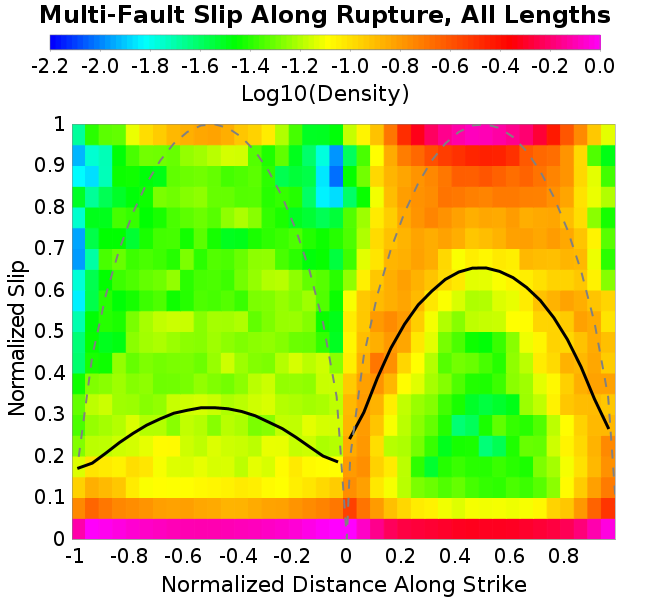 Multi-Fault Slip Along Rupture, All Lengths
-2.2 -2.0 -1.8 -1.6 -1.4 -1.2 -1.0 -0.8 -0.6 -0.4 -0.2 0.0
Log10(Density)
1
0.9
0.8
0.7
0.6
0.5
0.4
0.3
0.2
0.1
0
Normalized Slip
-1 -0.8 -0.6 -0.4 -0.2 0 0.2 0.4 0.6 0.8
Normalized Distance Along Strike